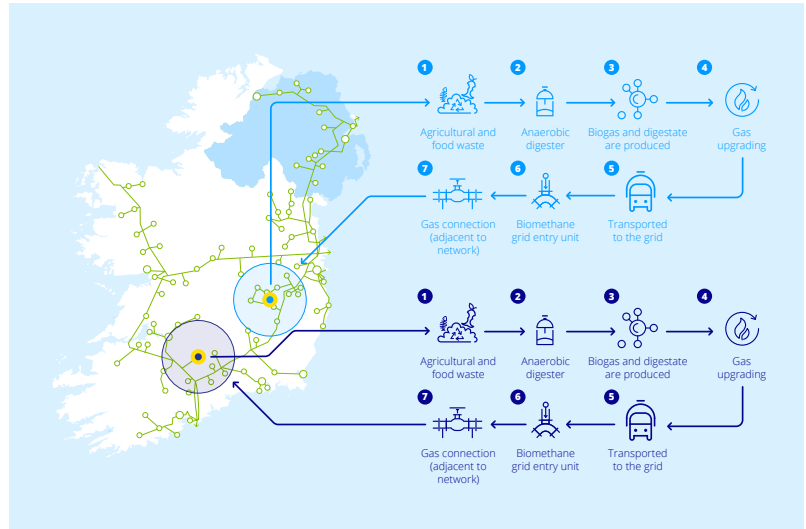 1 2 3 4
Agricultural and Anaerobic Biogas and digestate Gas
food waste digester are produced upgrading
7 6 5
Gas connection Biomethane Transported
(adjacent to grid entry unit to the grid
network)
1 2 3 4
Agricultural and Anaerobic Biogas and digestate Gas
food waste digester are produced upgrading
7 6 5
Gas connection Biomethane Transported
(adjacent to grid entry unit to the grid
network)